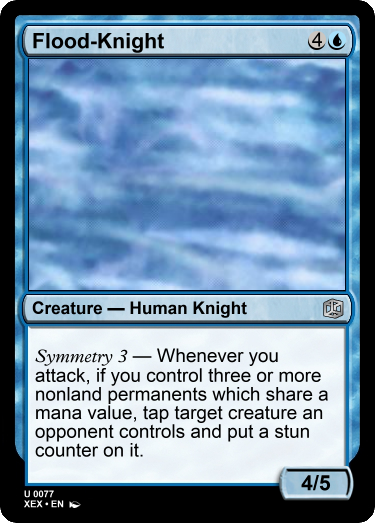 Flood-Knight 4
Creature — Human Knight
Symmetry 3 — Whenever you
attack, if you control three or more
nonland permanents which share a
mana value, tap target creature an
opponent controls and put a stun
counter on it.
4/5
U 0077
XEX • EN